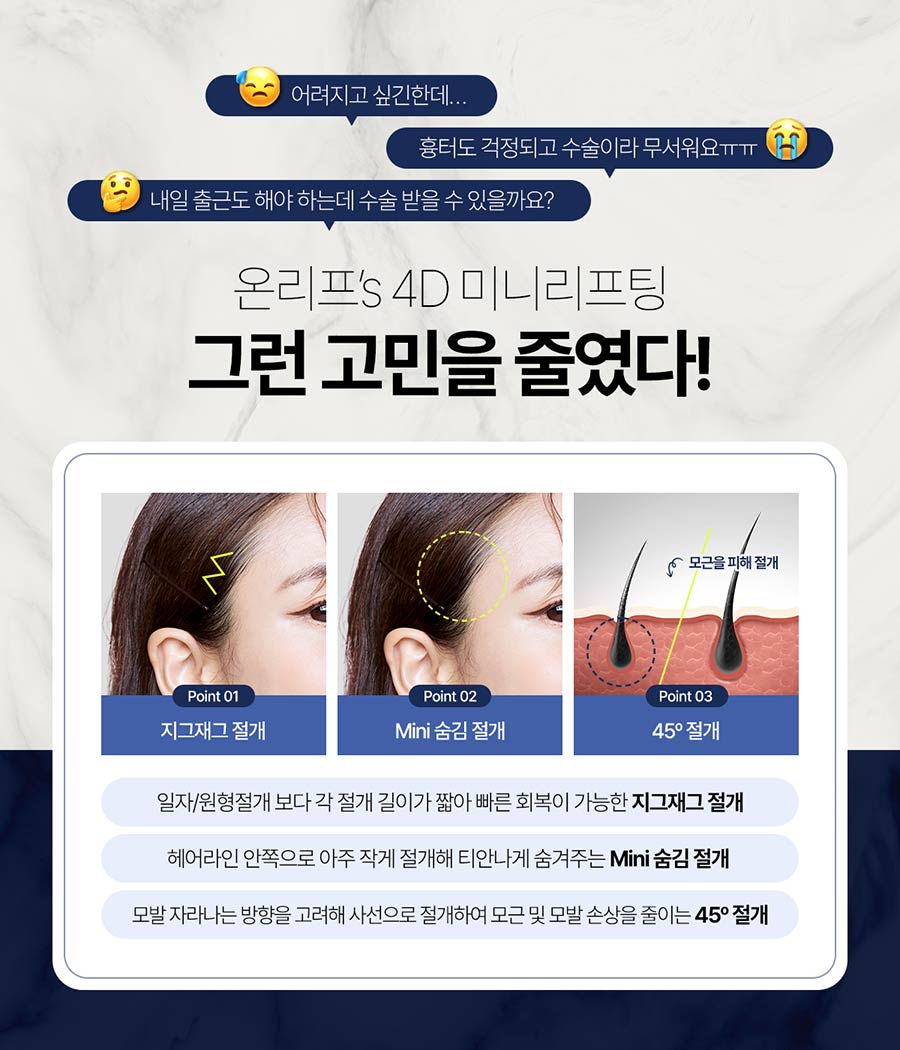 어려지고 싶긴한데...
흉터도 걱정되고 수술이라 무서워요ㅠㅠ
내일 출근도 해야 하는데 수술 받을 수 있을까요?
온리프's 4D 미니리프팅
그런 고민을 줄였다!
모근을 피해 절개
Point 01
지그재그 절개
Point 02
Mini 숨김 절개
Point 03
45º 절개
일자/원형절개 보다 각 절개 길이가 짧아 빠른 회복이 가능한 지그재그 절개
헤어라인 안쪽으로 아주 작게 절개해 티안나게 숨겨주는 Mini 숨김 절개
모발 자라나는 방향을 고려해 사선으로 절개하여 모근 및 모발 손상을 줄이는 45º 절개